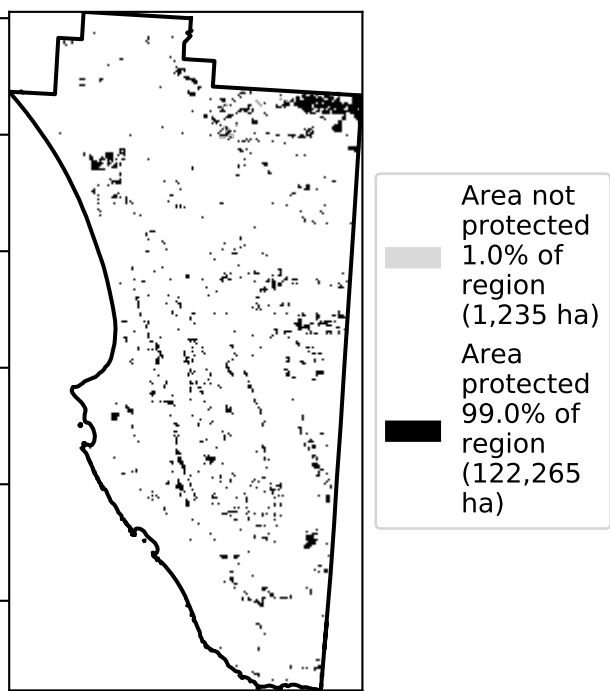 Area not
protected
1.0% of
region
(1,235 ha)
Area
protected
99.0% of
region
(122,265
ha)